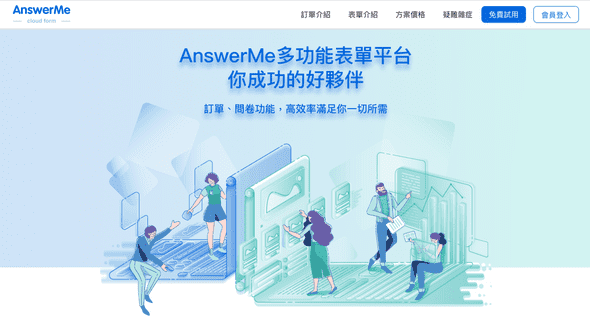 AnswerMe
cloud form
訂單介紹 表單介紹 方案價格 疑難雜症 免費試用 會員登入
AnswerMe多功能表單平台
你成功的好夥伴
訂單、問卷功能，高效率滿足你一切所需